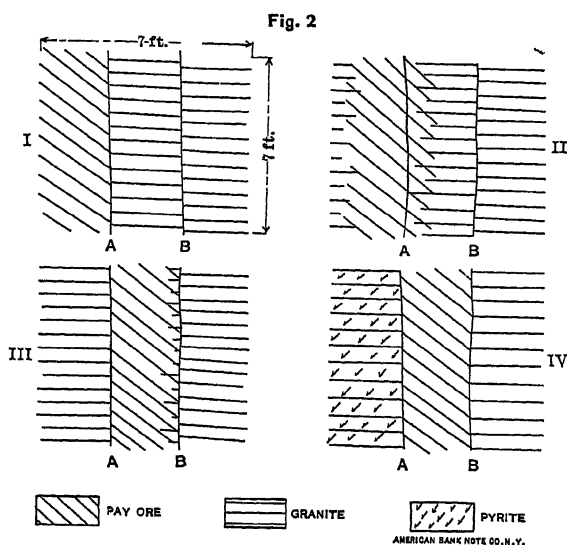 Fig. 2
7-ft.
7 ft.
I
II
A B
A B
III
IV
A B
A B
PAY ORE
GRANITE
PYRITE
AMERICAN BANK NOTE CO.N.Y.